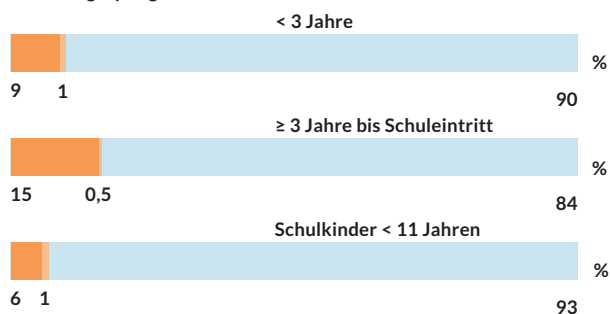 < 3 Jahre
%
9 1 90
≥ 3 Jahre bis Schuleintritt
%
15 0,5 84
Schulkinder < 11 Jahren
%
6 1 93